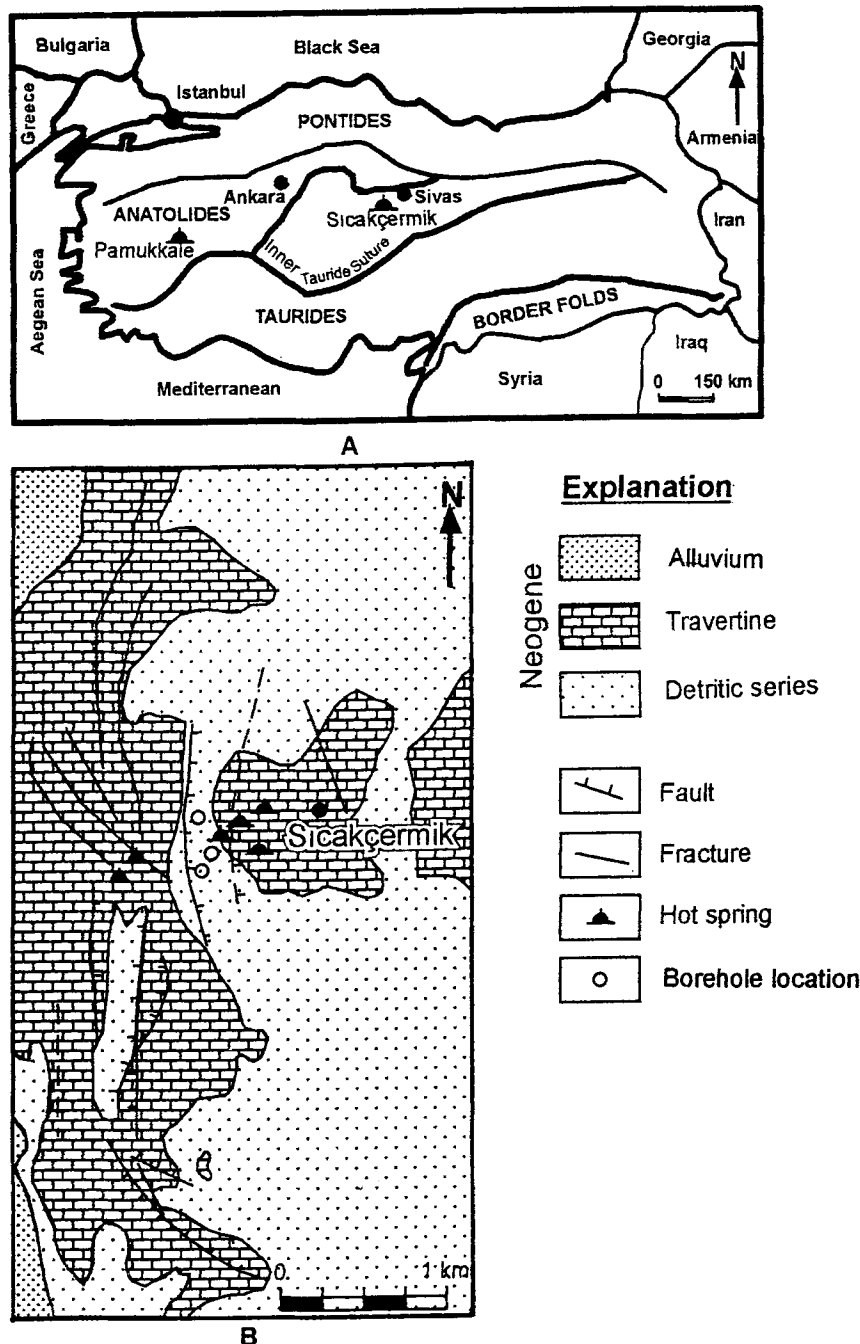 Bulgaria
Black Sea
Georgia
N
Istanbul
Greece
PONTIDES
Armenia
Ankara
Sivas
ANATOLIDES
Sıcakçermik
Iran
Pamukkale
Inner Tauride Suture
Aegean Sea
TAURIDES
BORDER FOLDS
Iraq
Mediterranean
Syria
0 150 km
A
N
Explanation
Neogene
Alluvium
Travertine
Detritic series
Fault
Sıcakçermik
Fracture
Hot spring
Borehole location
0 1 km
B